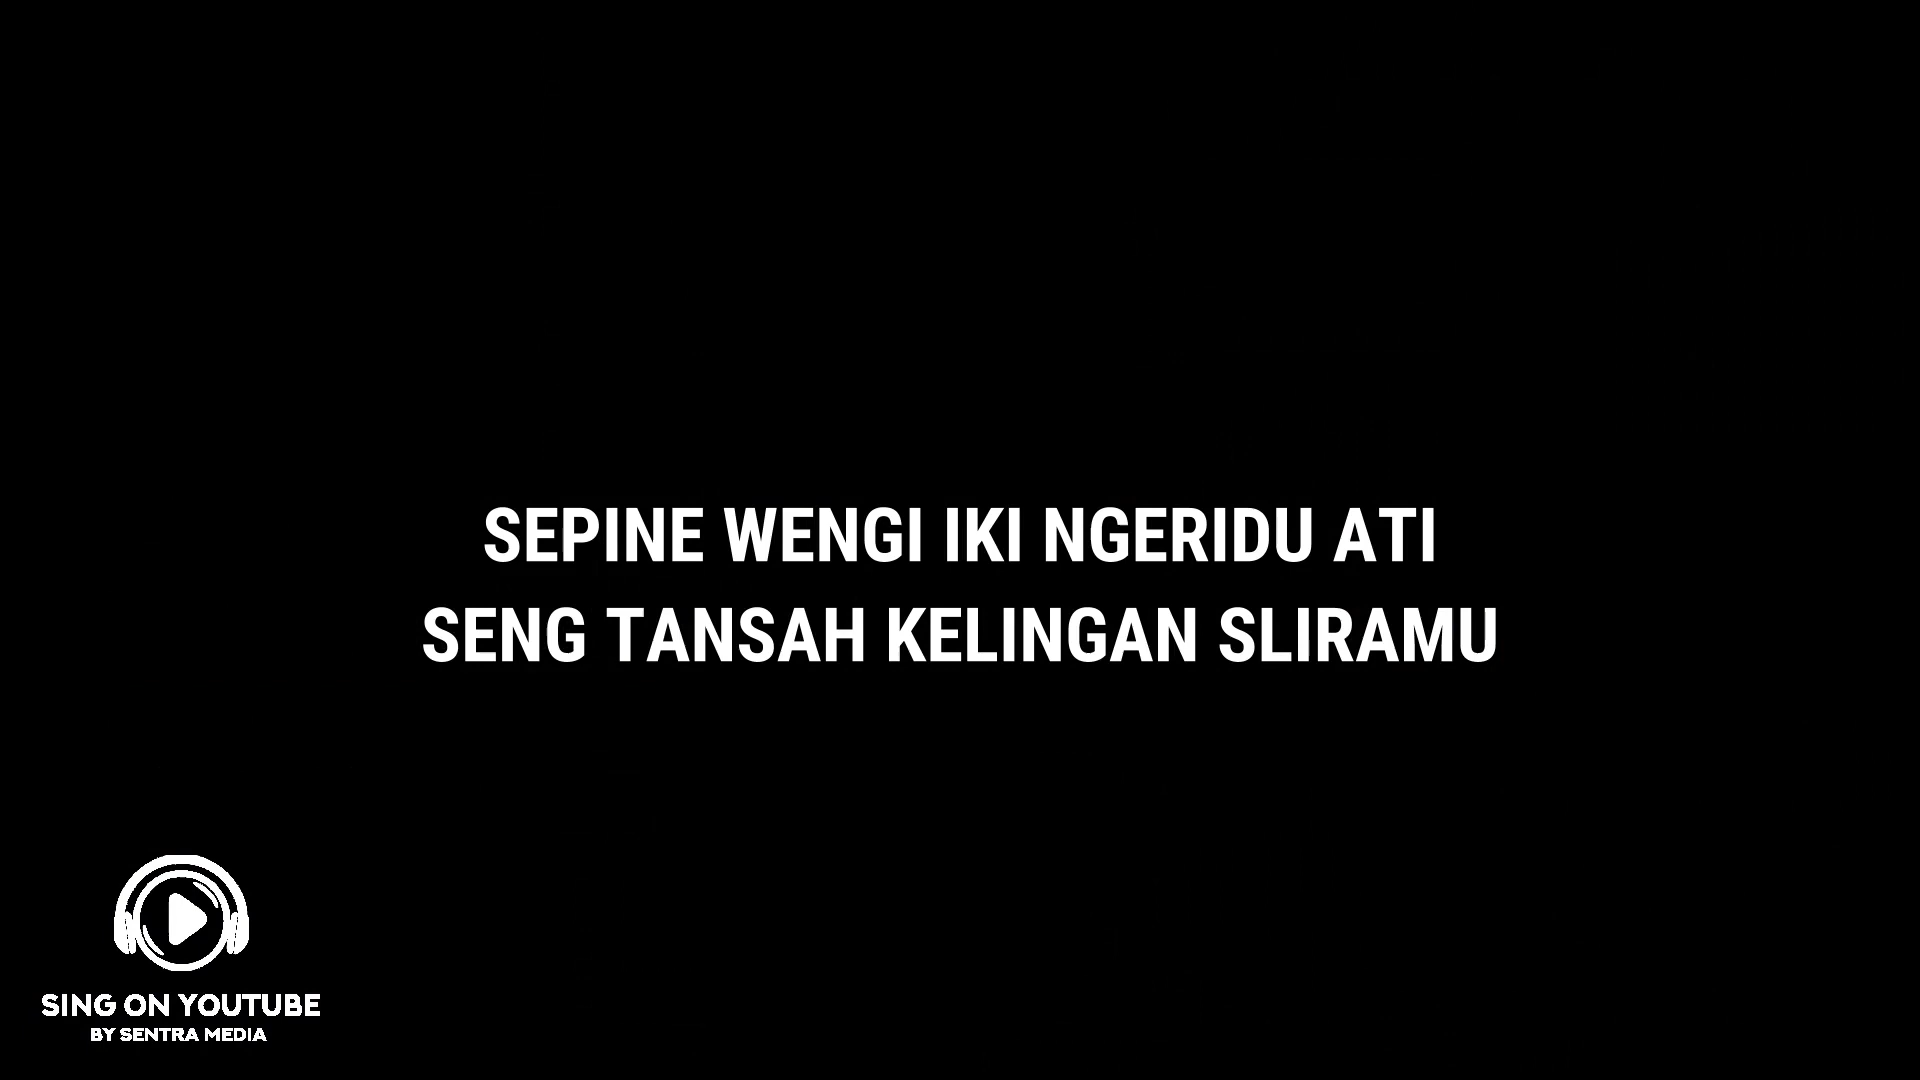 SEPINE WENGI IKI NGERIDU ATI
SENG TANSAH KELINGAN SLIRAMU
SING ON YOUTUBE
BY SENTRA MEDIA